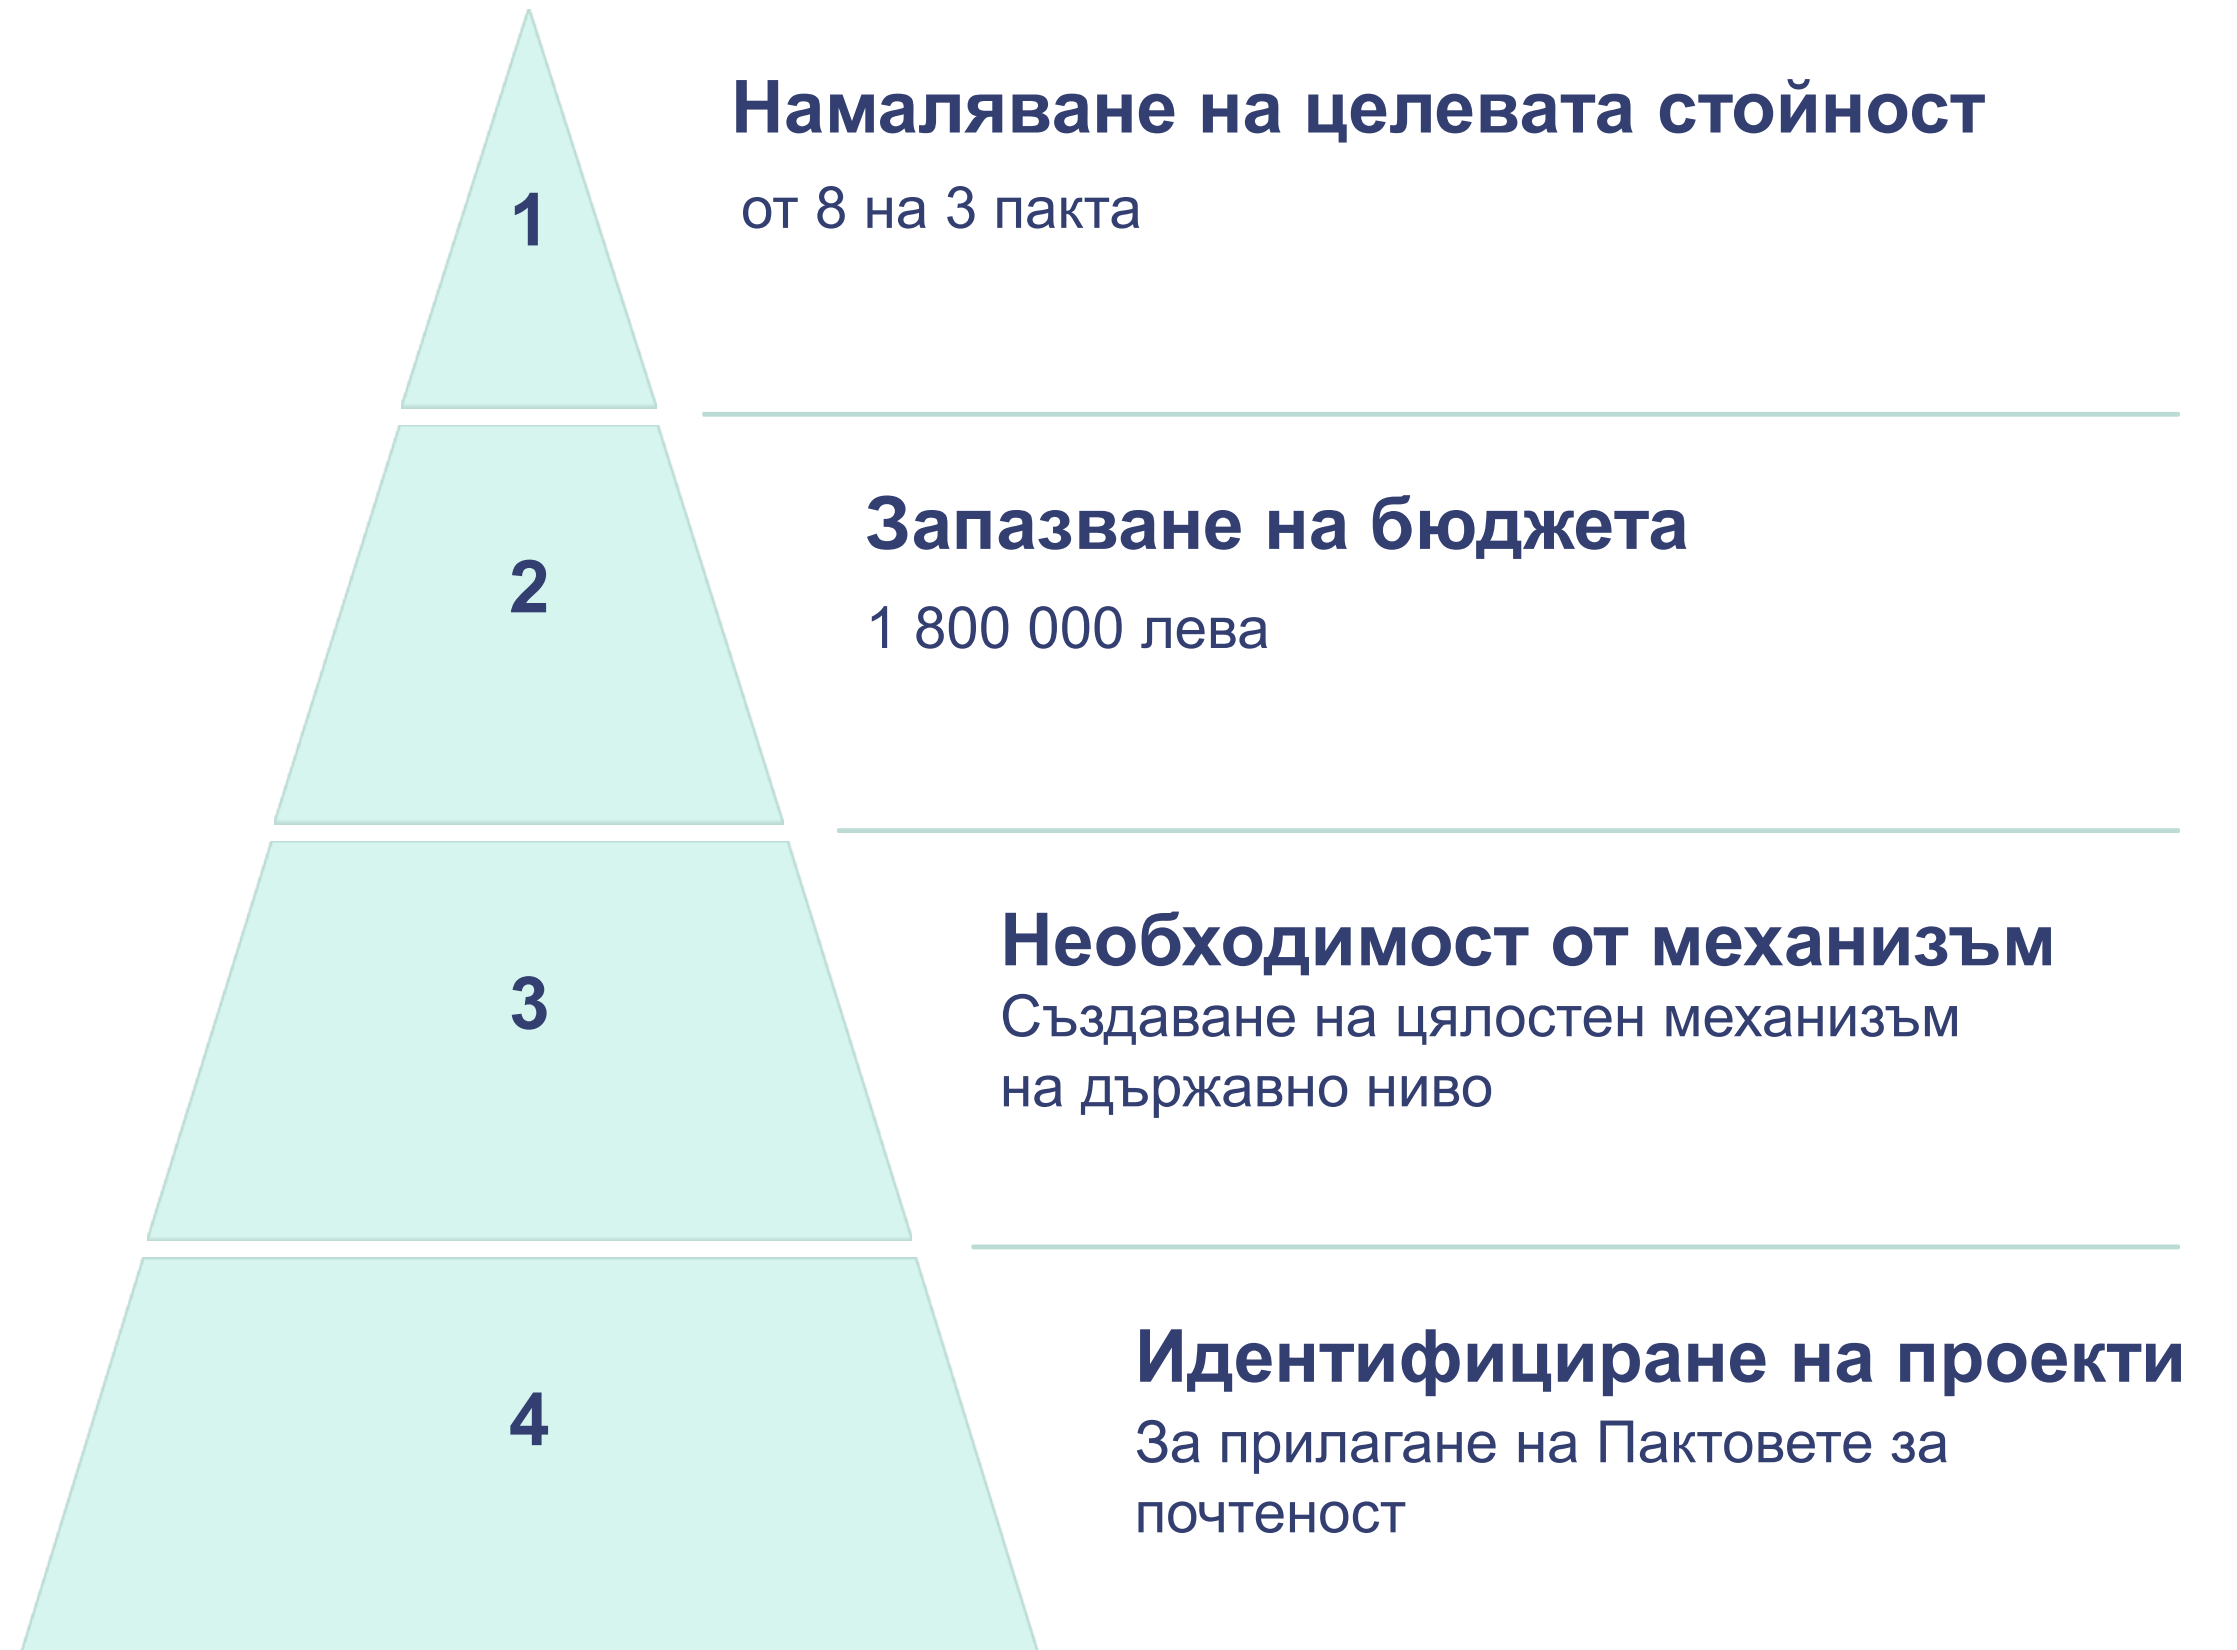 1
Намаляване на целевата стойност
от 8 на 3 пакта
2
Запазване на бюджета
1 800 000 лева
3
Необходимост от механизъм
Създаване на цялостен механизъм
на държавно ниво
4
Идентифициране на проекти
За прилагане на Пактовете за
почтеност